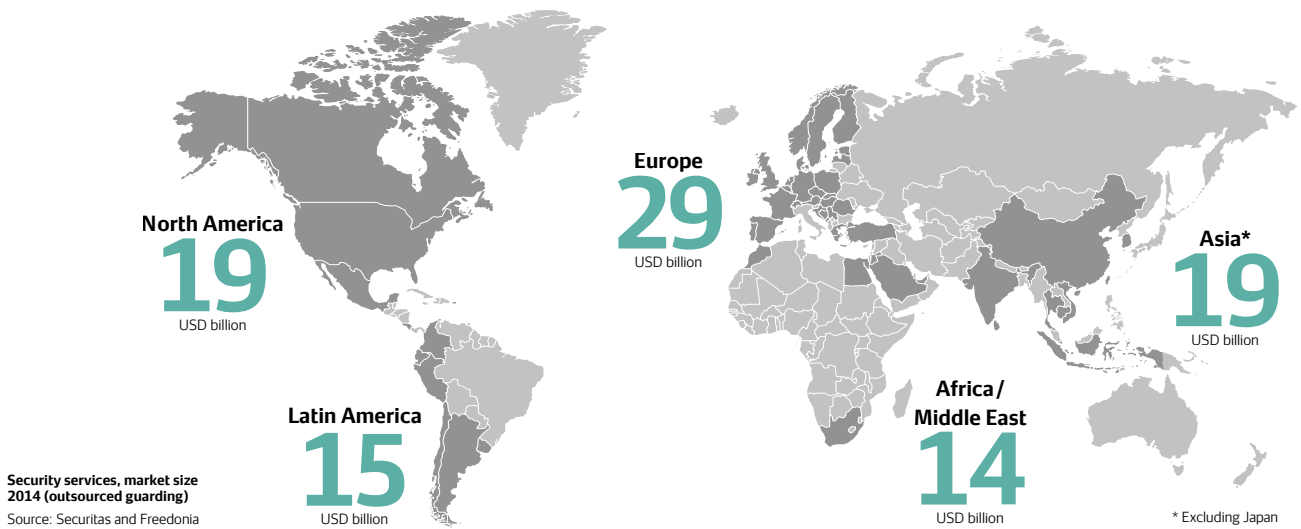 Europe
29
USD billion
North America
19
USD billion
Asia*
19
USD billion
Latin America
15
USD billion
Africa/
Middle East
14
USD billion
Security services, market size
2014 (outsourced guarding)
Source: Securitas and Freedonia
* Excluding Japan